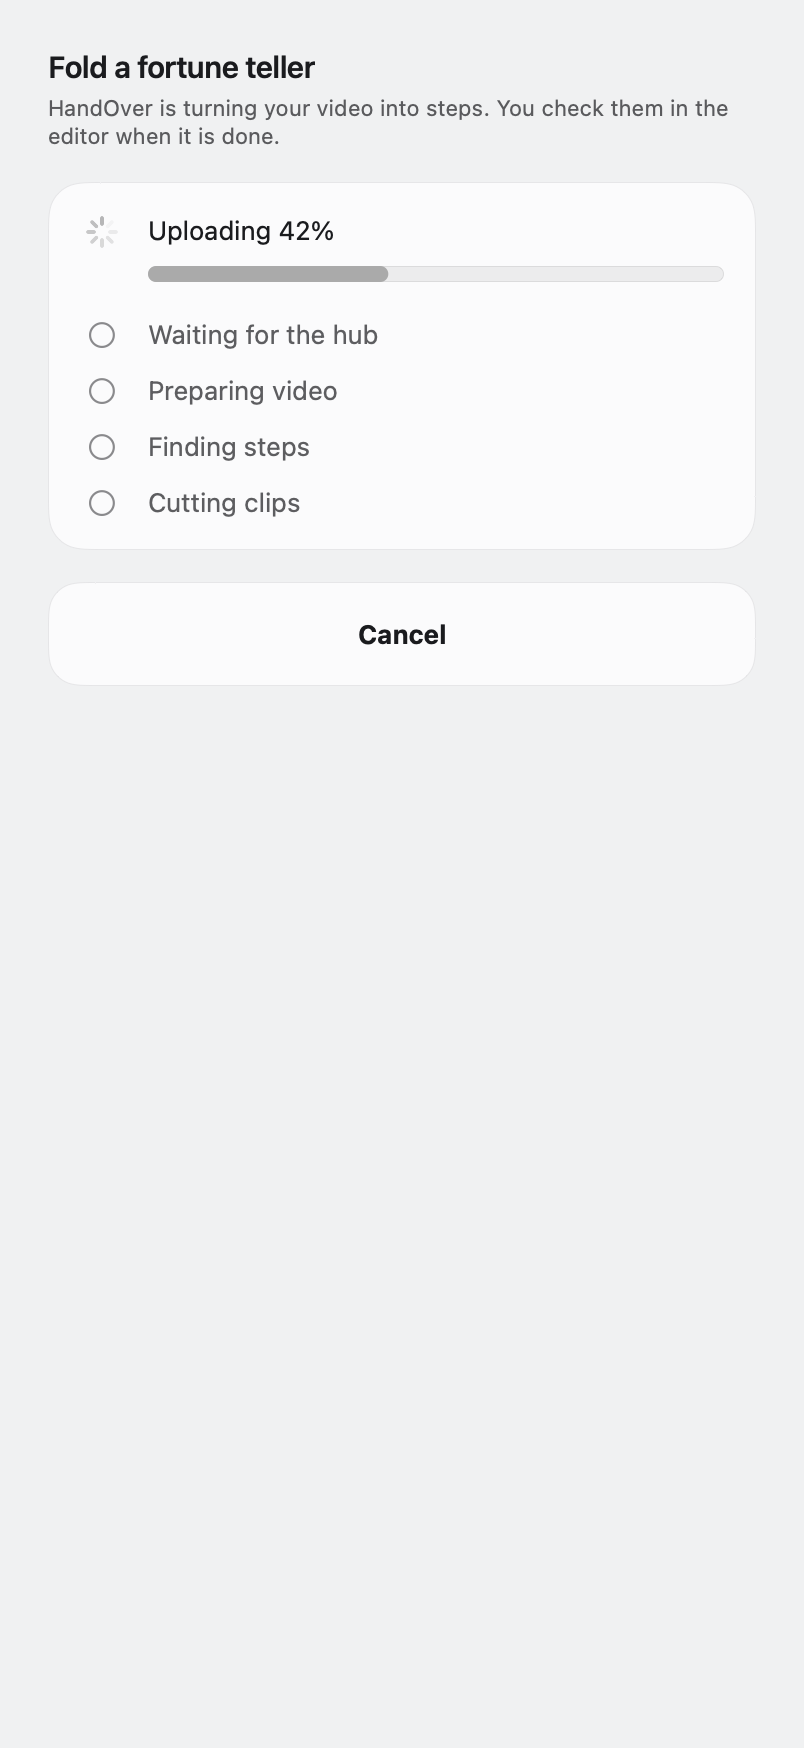 Fold a fortune teller
HandOver is turning your video into steps. You check them in the
editor when it is done.
Uploading 42%
Waiting for the hub
Preparing video
Finding steps
Cutting clips
Cancel